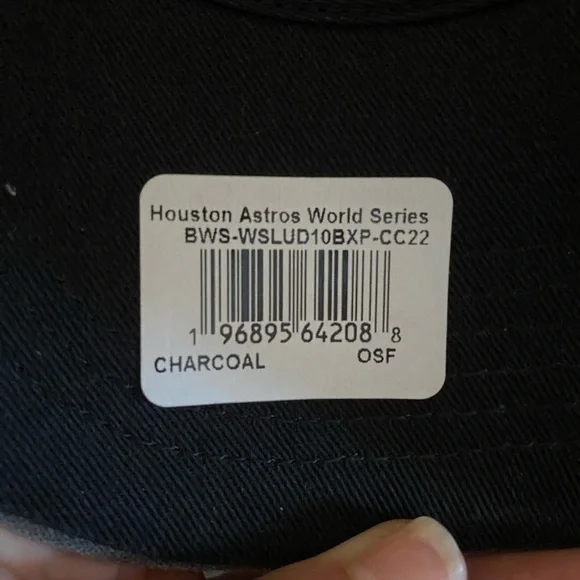 Houston Astros World Series
BWS-WSLUD10BXP-CC22
1 96895 64208 8
CHARCOAL OSF